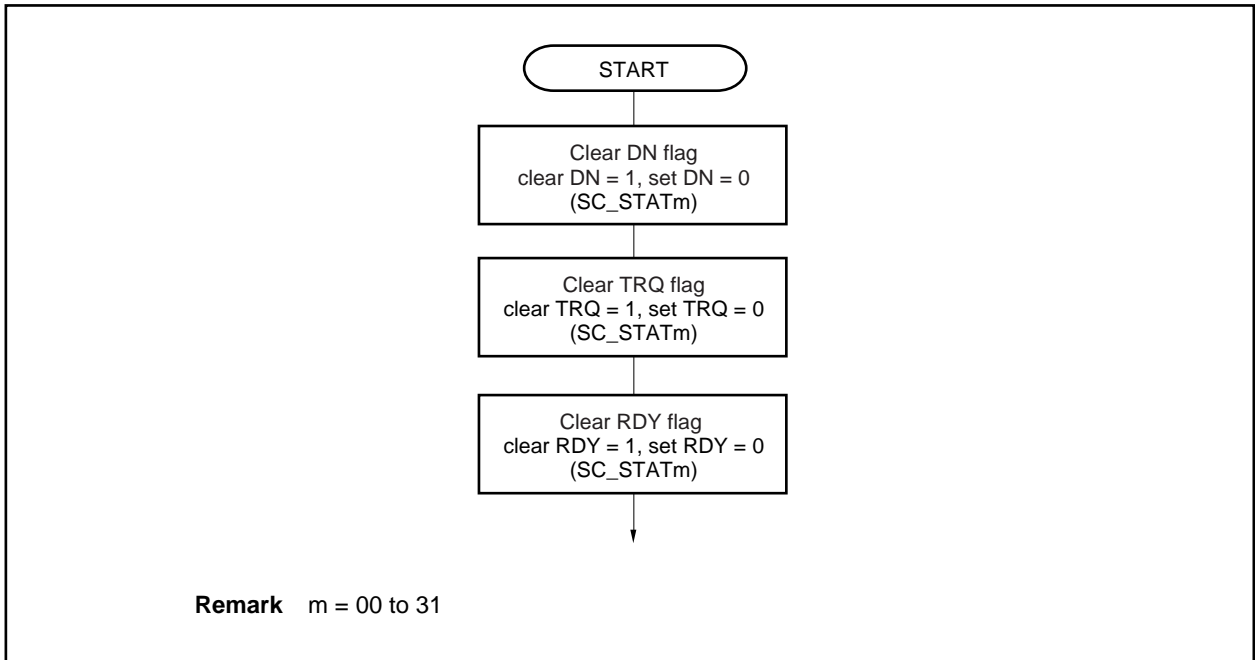 START
Clear DN flag
clear DN = 1, set DN = 0
(SC_STATm)
Clear TRQ flag
clear TRQ = 1, set TRQ = 0
(SC_STATm)
Clear RDY flag
clear RDY = 1, set RDY = 0
(SC_STATm)
Remark m = 00 to 31